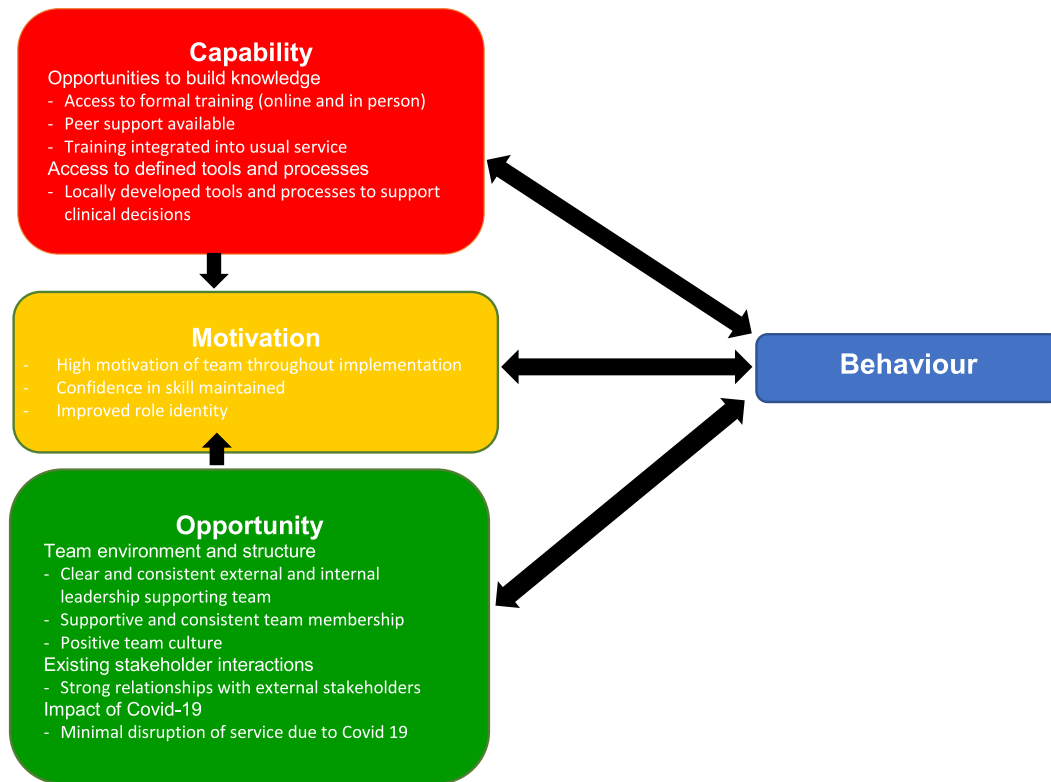 Capability
Opportunities to build knowledge
- Access to formal training (online and in person)
- Peer support available
- Training integrated into usual service
Access to defined tools and processes
- Locally developed tools and processes to support
clinical decisions
Motivation
- High motivation of team throughout implementation
- Confidence in skill maintained
- Improved role identity
Behaviour
Opportunity
Team environment and structure
- Clear and consistent external and internal
leadership supporting team
- Supportive and consistent team membership
- Positive team culture
Existing stakeholder interactions
- Strong relationships with external stakeholders
Impact of Covid-19
- Minimal disruption of service due to Covid 19